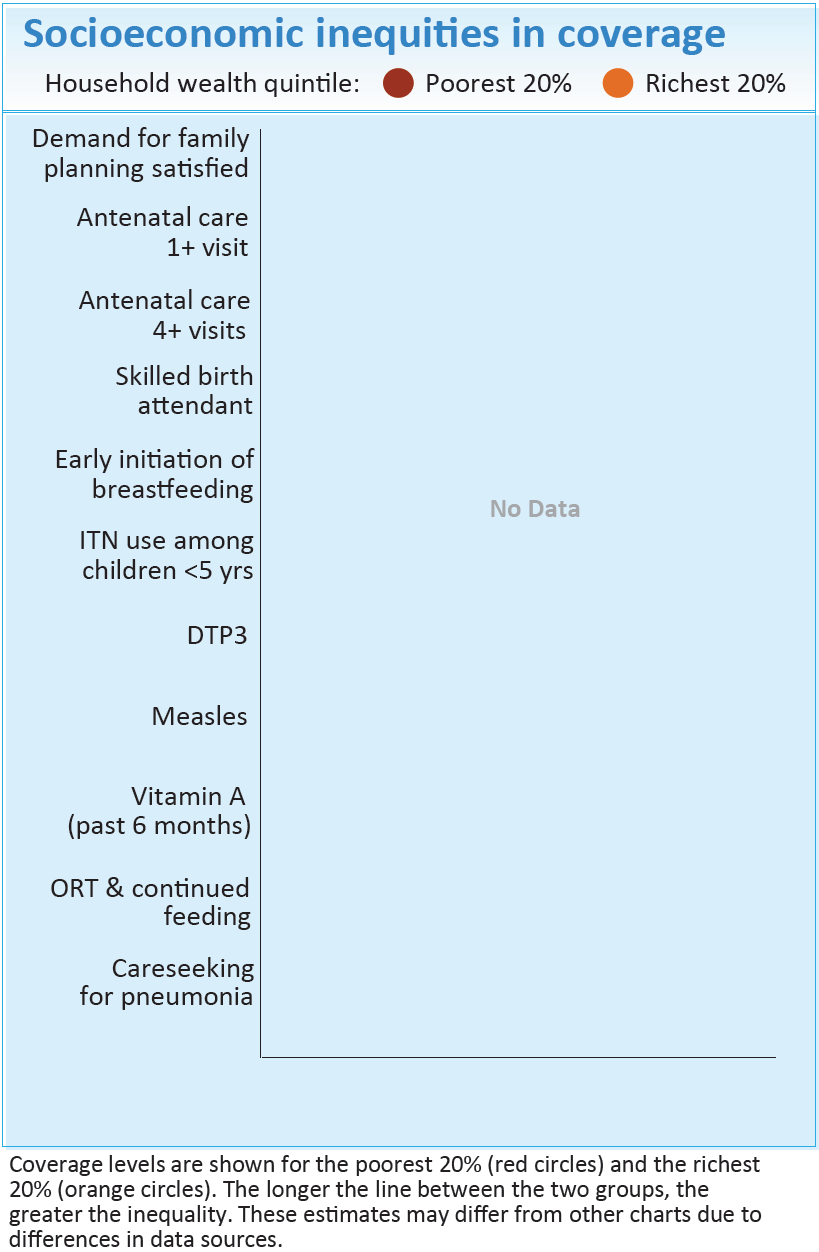 Socioeconomic inequities in coverage
Household wealth quintile: Poorest 20% Richest 20%
Demand for family
planning satisfied
Antenatal care
1+ visit
Antenatal care
4+ visits
Skilled birth
attendant
Early initiation of
breastfeeding
No Data
ITN use among
children <5 yrs
DTP3
Measles
Vitamin A
(past 6 months)
ORT & continued
feeding
Careseeking
for pneumonia
Coverage levels are shown for the poorest 20% (red circles) and the richest
20% (orange circles). The longer the line between the two groups, the
greater the inequality. These estimates may differ from other charts due to
differences in data sources.